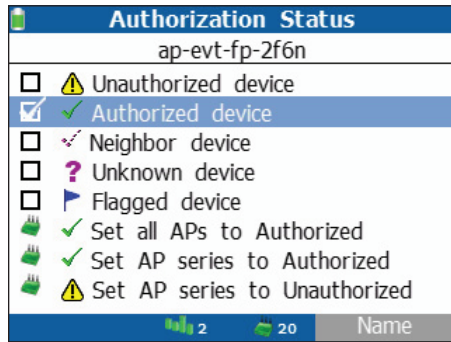 Authorization Status
ap-evt-fp-2f6n
Unauthorized device
Authorized device
Neighbor device
? Unknown device
Flagged device
Set all APs to Authorized
Set AP series to Authorized
Set AP series to Unauthorized
2 20 Name